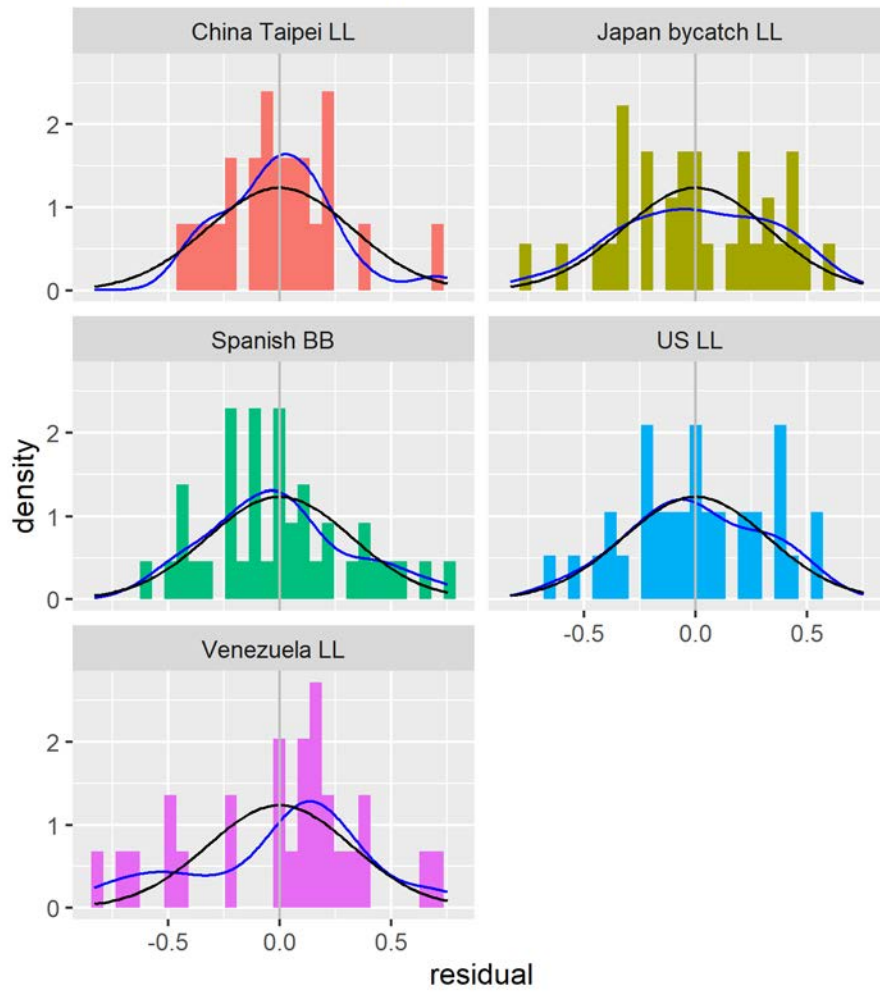 China Taipei LL
Japan bycatch LL
2
1
0
Spanish BB
US LL
2
1
0
-0.5
0.0
0.5
Venezuela LL
2
1
0
-0.5
0.0
0.5
density
residual